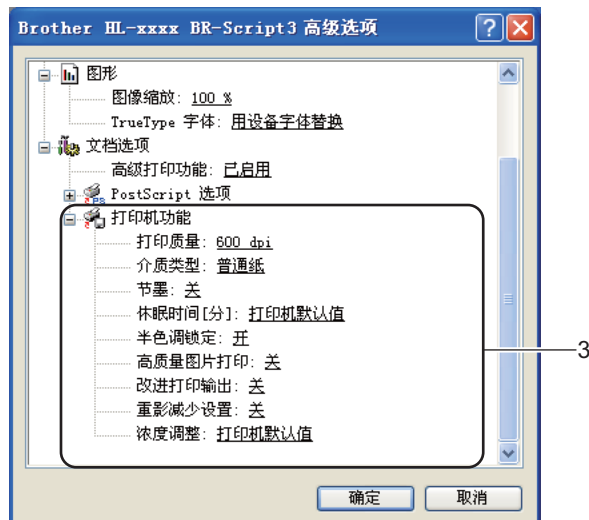 Brother HL-xxxx BR-Script3 高级选项
图形
图像缩放: 100 %
TrueType 字体: 用设备字体替换
文档选项
高级打印功能: 已启用
PS
PostScript 选项
打印机功能
打印质量: 600 dpi
介质类型: 普通纸
节墨: 关
休眠时间[分]: 打印机默认值
半色调锁定: 开
高质量图片打印: 关
改进打印输出: 关
重影减少设置: 关
浓度调整: 打印机默认值
3
确定
取消